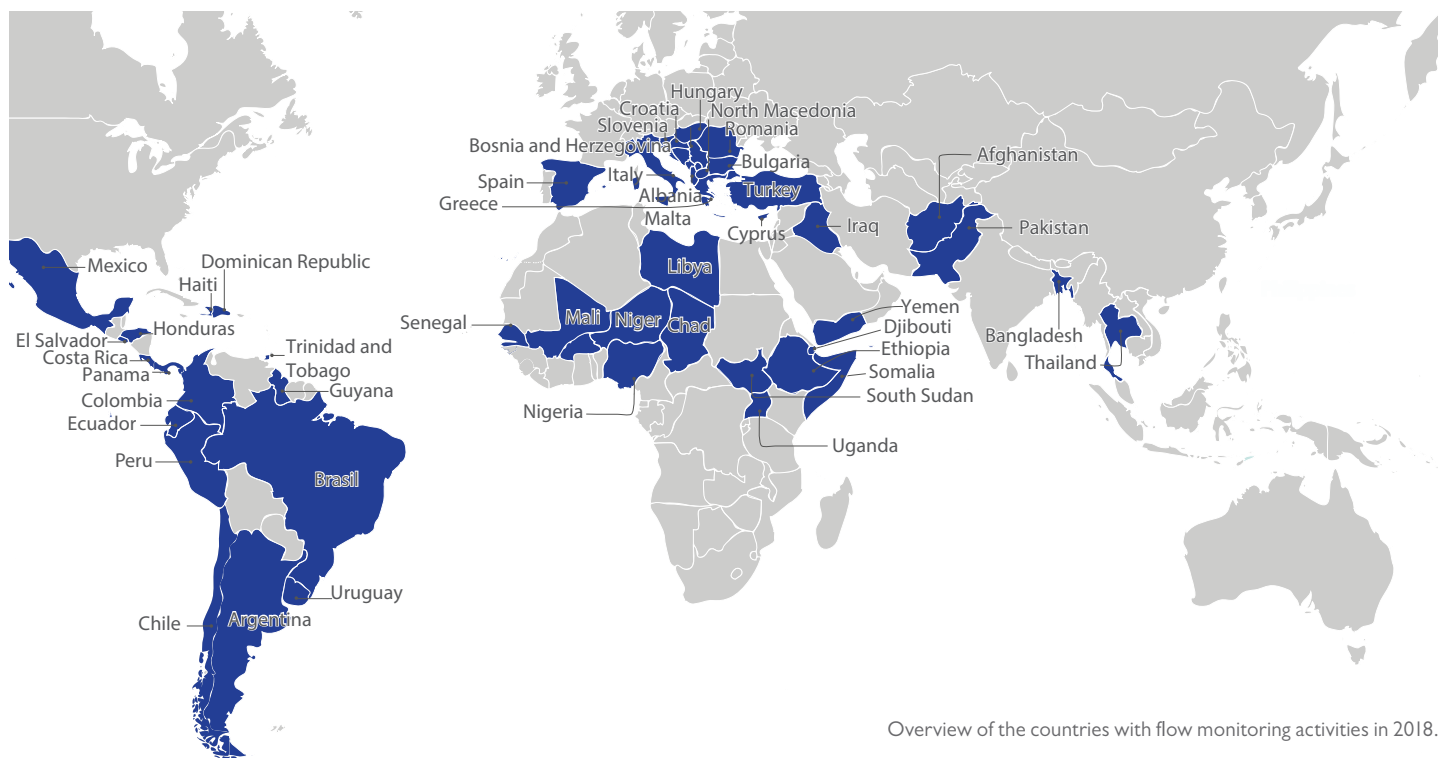 Hungary
Croatia
North Macedonia
Slovenia
Romania
Bosnia and Herzegovina
Bulgaria
Afghanistan
Italy
Spain
Turkey
Albania
Greece
Malta
Iraq
Pakistan
Cyprus
Dominican Republic
Mexico
Libya
Haiti
Yemen
Mali
Niger
Chad
Senegal
Honduras
Djibouti
Bangladesh
El Salvador
Trinidad and
Tobago
Ethiopia
Costa Rica
Thailand
Panama
Somalia
Guyana
South Sudan
Colombia
Nigeria
Ecuador
Uganda
Peru
Brasil
Uruguay
Chile
Argentina
Overview of the countries with flow monitoring activities in 2018.